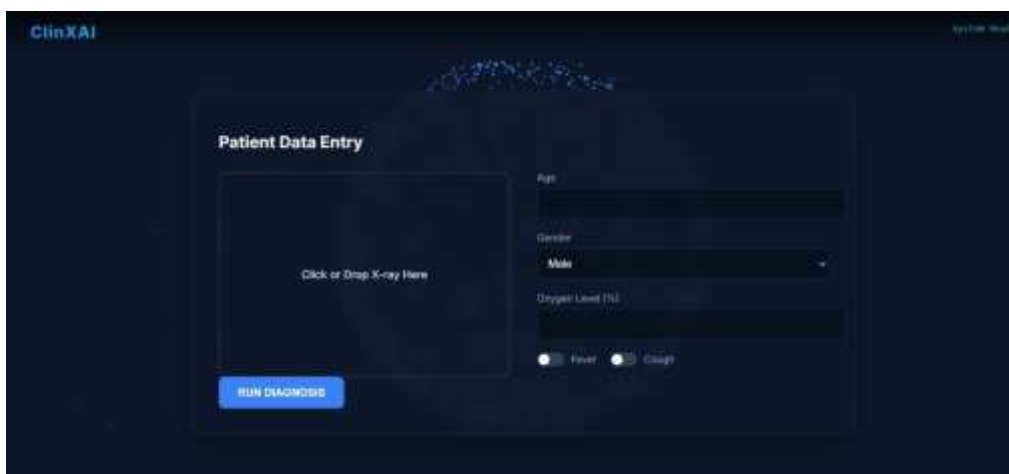 ClinXAI
Patient Data Entry
Click or Drop X-ray Here
RUN DIAGNOSIS
Age
Gender
Male
Oxygen Level (%)
Fever Cough